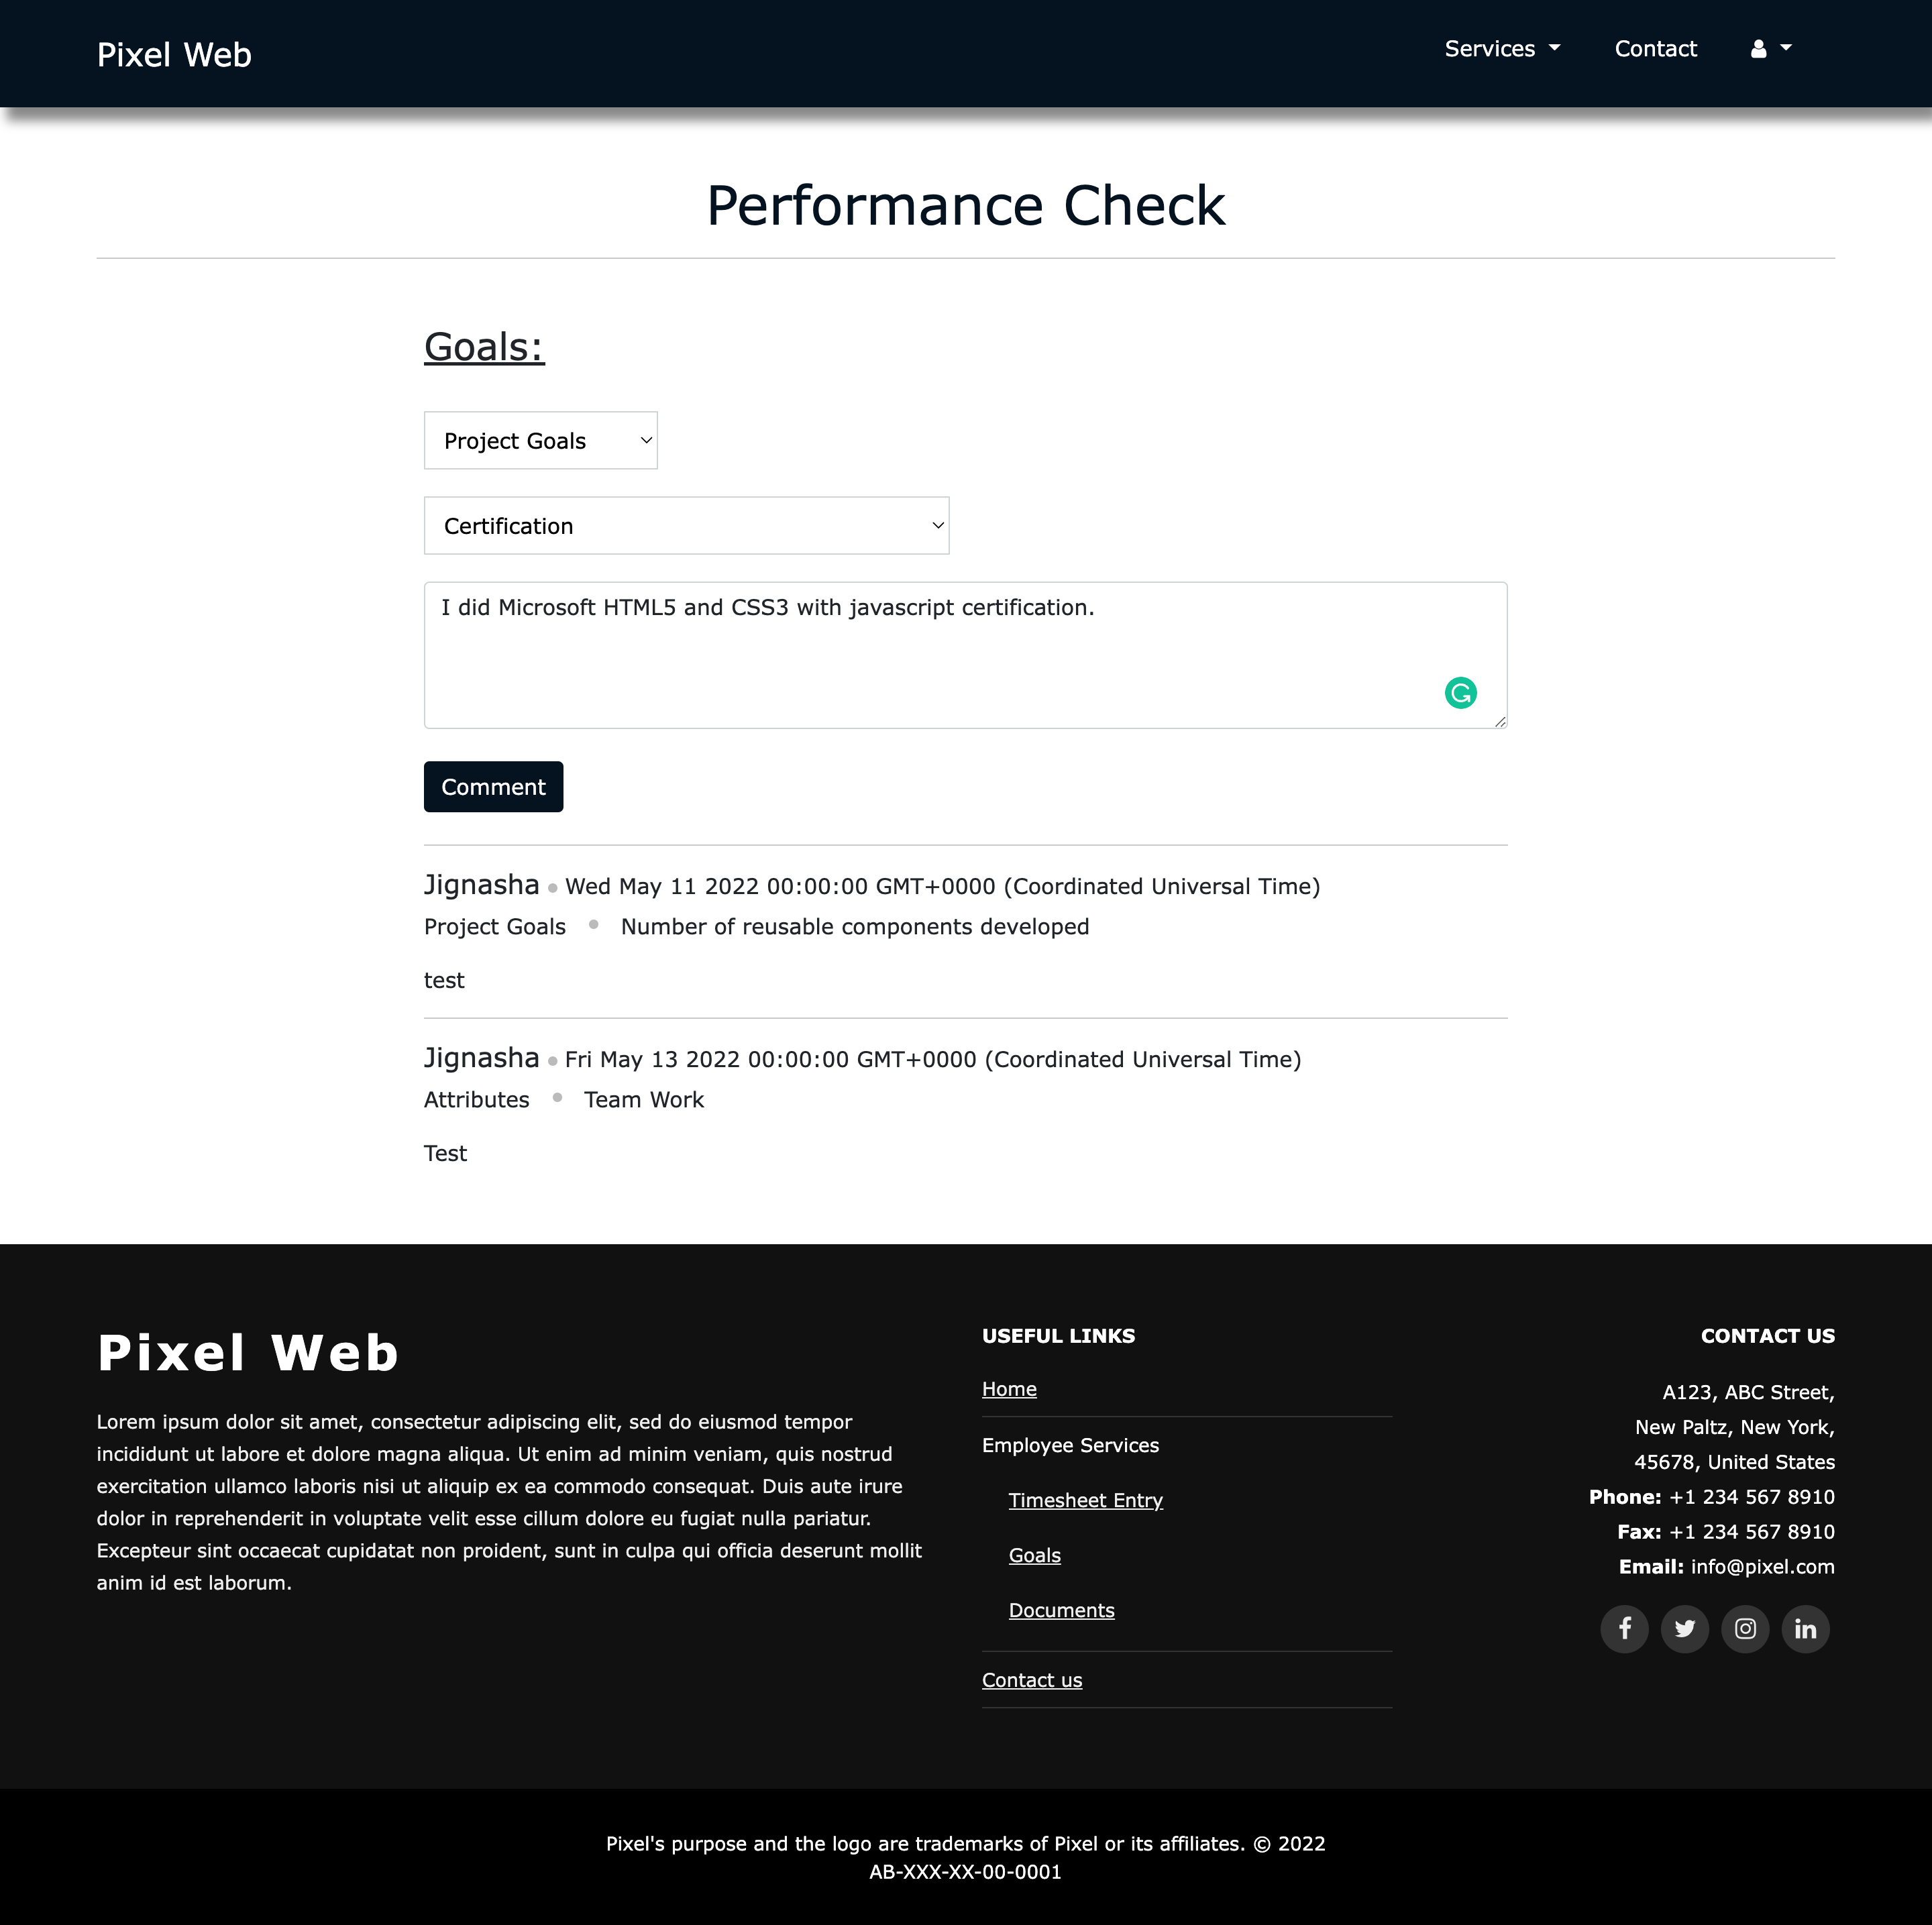 Pixel Web
Services
Contact
Performance Check
Goals:
Project Goals
Certification
I did Microsoft HTML5 and CSS3 with javascript certification.
Comment
Jignasha Wed May 11 2022 00:00:00 GMT+0000 (Coordinated Universal Time)
Project Goals • Number of reusable components developed
test
Jignasha Fri May 13 2022 00:00:00 GMT+0000 (Coordinated Universal Time)
Attributes • Team Work
Test
Pixel Web
Lorem ipsum dolor sit amet, consectetur adipiscing elit, sed do eiusmod tempor
incididunt ut labore et dolore magna aliqua. Ut enim ad minim veniam, quis nostrud
exercitation ullamco laboris nisi ut aliquip ex ea commodo consequat. Duis aute irure
dolor in reprehenderit in voluptate velit esse cillum dolore eu fugiat nulla pariatur.
Excepteur sint occaecat cupidatat non proident, sunt in culpa qui officia deserunt mollit
anim id est laborum.
USEFUL LINKS
Home
Employee Services
Timesheet Entry
Goals
Documents
Contact us
CONTACT US
A123, ABC Street,
New Paltz, New York,
45678, United States
Phone: +1 234 567 8910
Fax: +1 234 567 8910
Email: info@pixel.com
Pixel's purpose and the logo are trademarks of Pixel or its affiliates. © 2022
AB-XXX-XX-00-0001